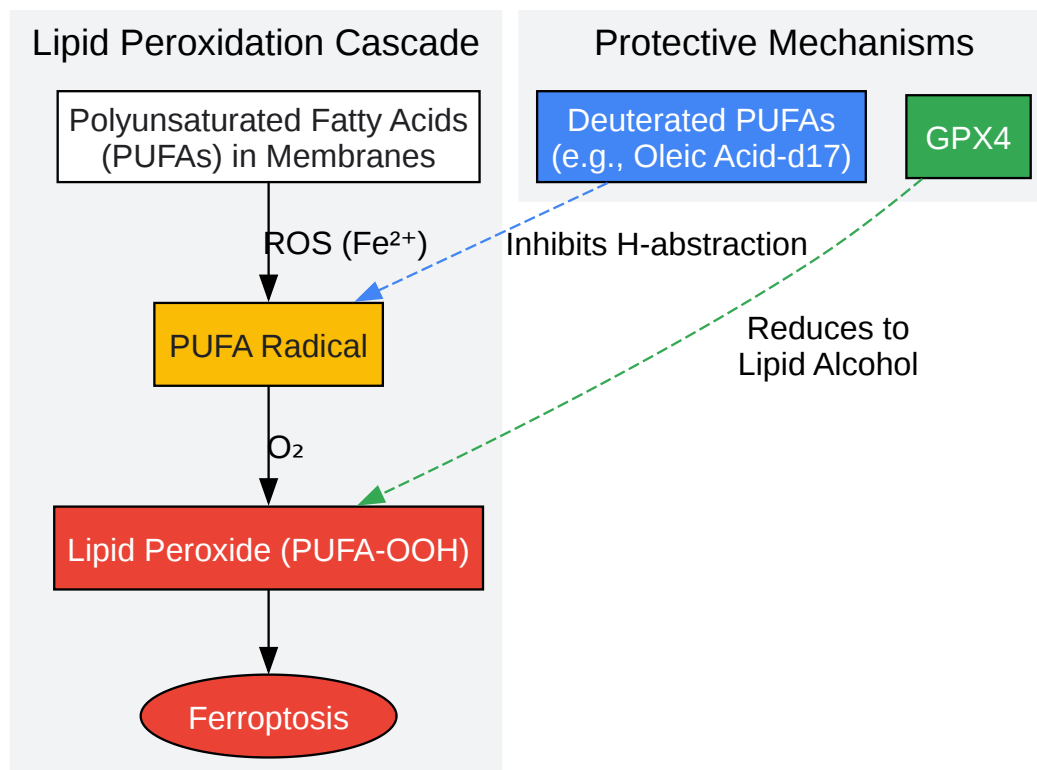 Lipid Peroxidation Cascade
Polyunsaturated Fatty Acids
(PUFAs) in Membranes
ROS (Fe²⁺)
PUFA Radical
O₂
Lipid Peroxide (PUFA-OOH)
Ferroptosis
Protective Mechanisms
Deuterated PUFAs
(e.g., Oleic Acid-d17)
GPX4
Inhibits H-abstraction
Reduces to
Lipid Alcohol